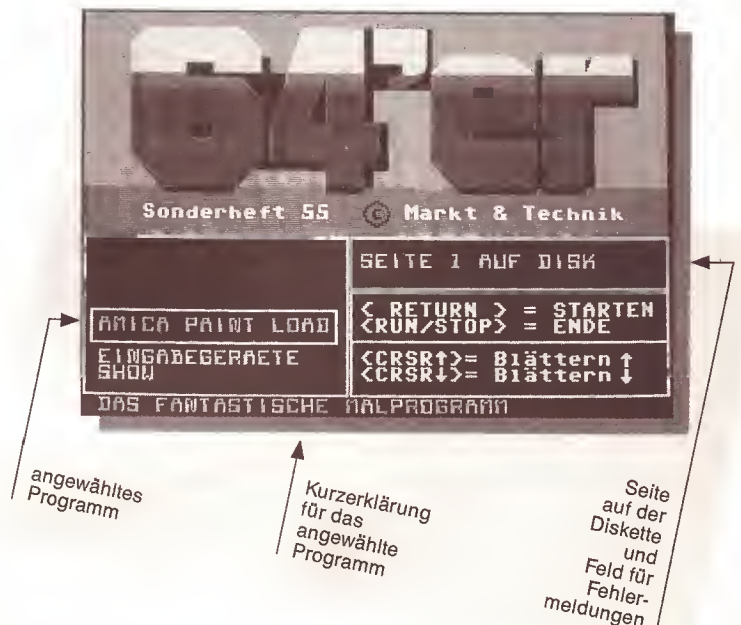 64'er
Sonderheft 55 © Markt & Technik
SEITE 1 AUF DISK
AMICA PAINT LOAD
EINGABEGERAETE
SHOW
< RETURN > = STARTEN
<RUN/STOP> = ENDE
<CRSR↑>= Blättern ↑
<CRSR↓>= Blättern ↓
DAS FANTASTISCHE MALPROGRAMM
angewähltes
Programm
Kurzerklärung
für das
angewählte
Programm
Seite
auf der
Diskette
und
Feld für
Fehler-
meldungen